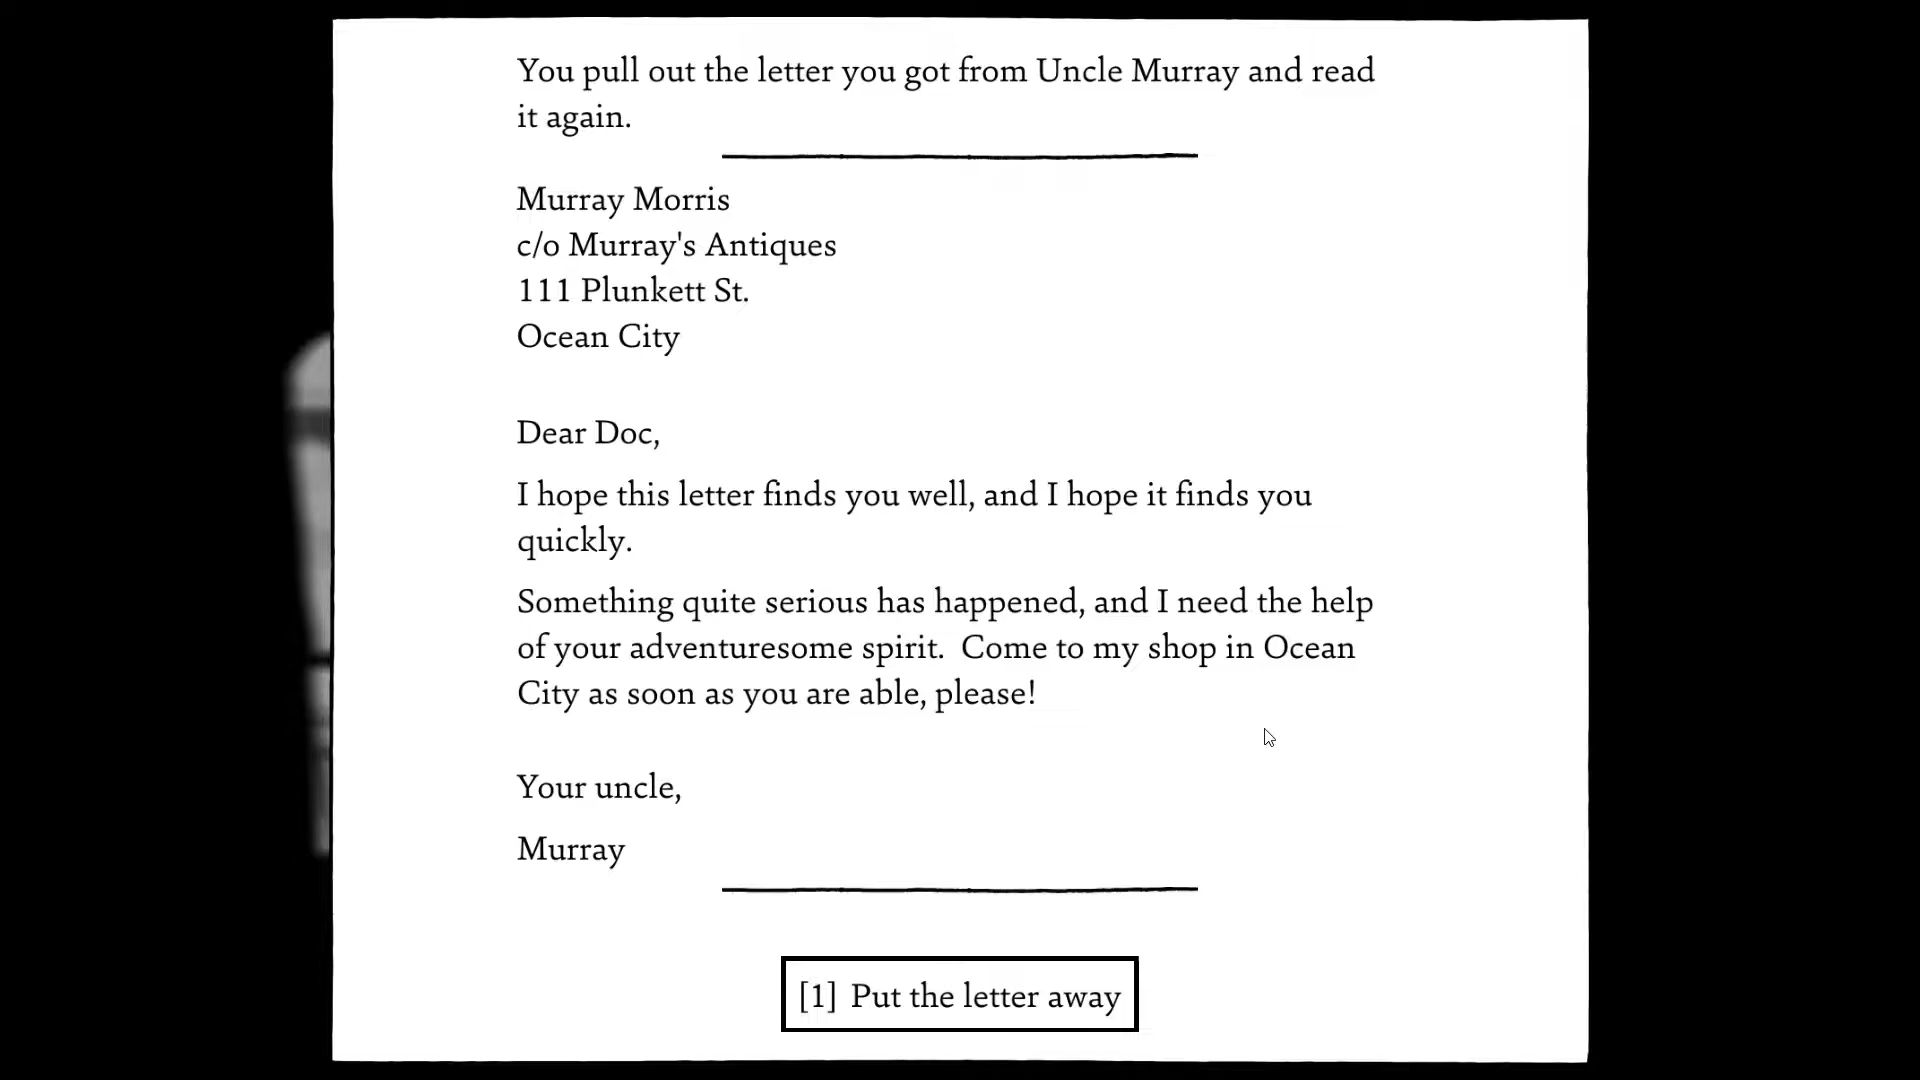 You pull out the letter you got from Uncle Murray and read
it again.
Murray Morris
c/o Murray's Antiques
111 Plunkett St.
Ocean City
Dear Doc,
I hope this letter finds you well, and I hope it finds you
quickly.
Something quite serious has happened, and I need the help
of your adventuresome spirit.  Come to my shop in Ocean
City as soon as you are able, please!
Your uncle,
Murray
[1] Put the letter away